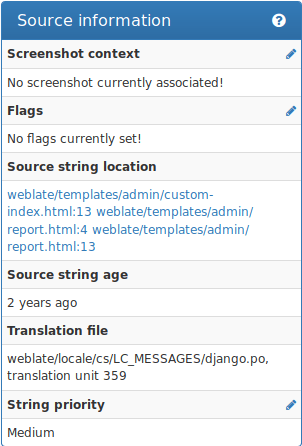 Source information
Screenshot context
No screenshot currently associated!
Flags
No flags currently set!
Source string location
weblate/templates/admin/custom-
index.html:13 weblate/templates/admin/
report.html:4 weblate/templates/admin/
report.html:13
Source string age
2 years ago
Translation file
weblate/locale/cs/LC_MESSAGES/django.po,
translation unit 359
String priority
Medium